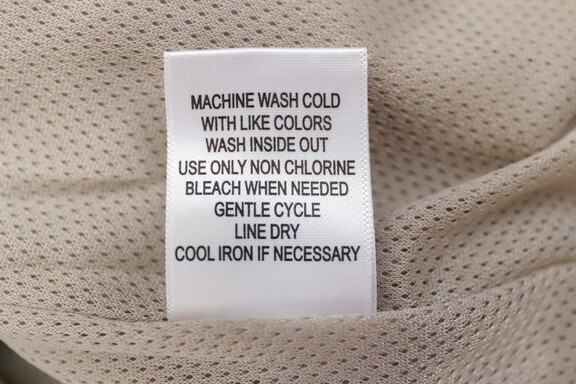 MACHINE WASH COLD
WITH LIKE COLORS
WASH INSIDE OUT
USE ONLY NON CHLORINE
BLEACH WHEN NEEDED
GENTLE CYCLE
LINE DRY
COOL IRON IF NECESSARY